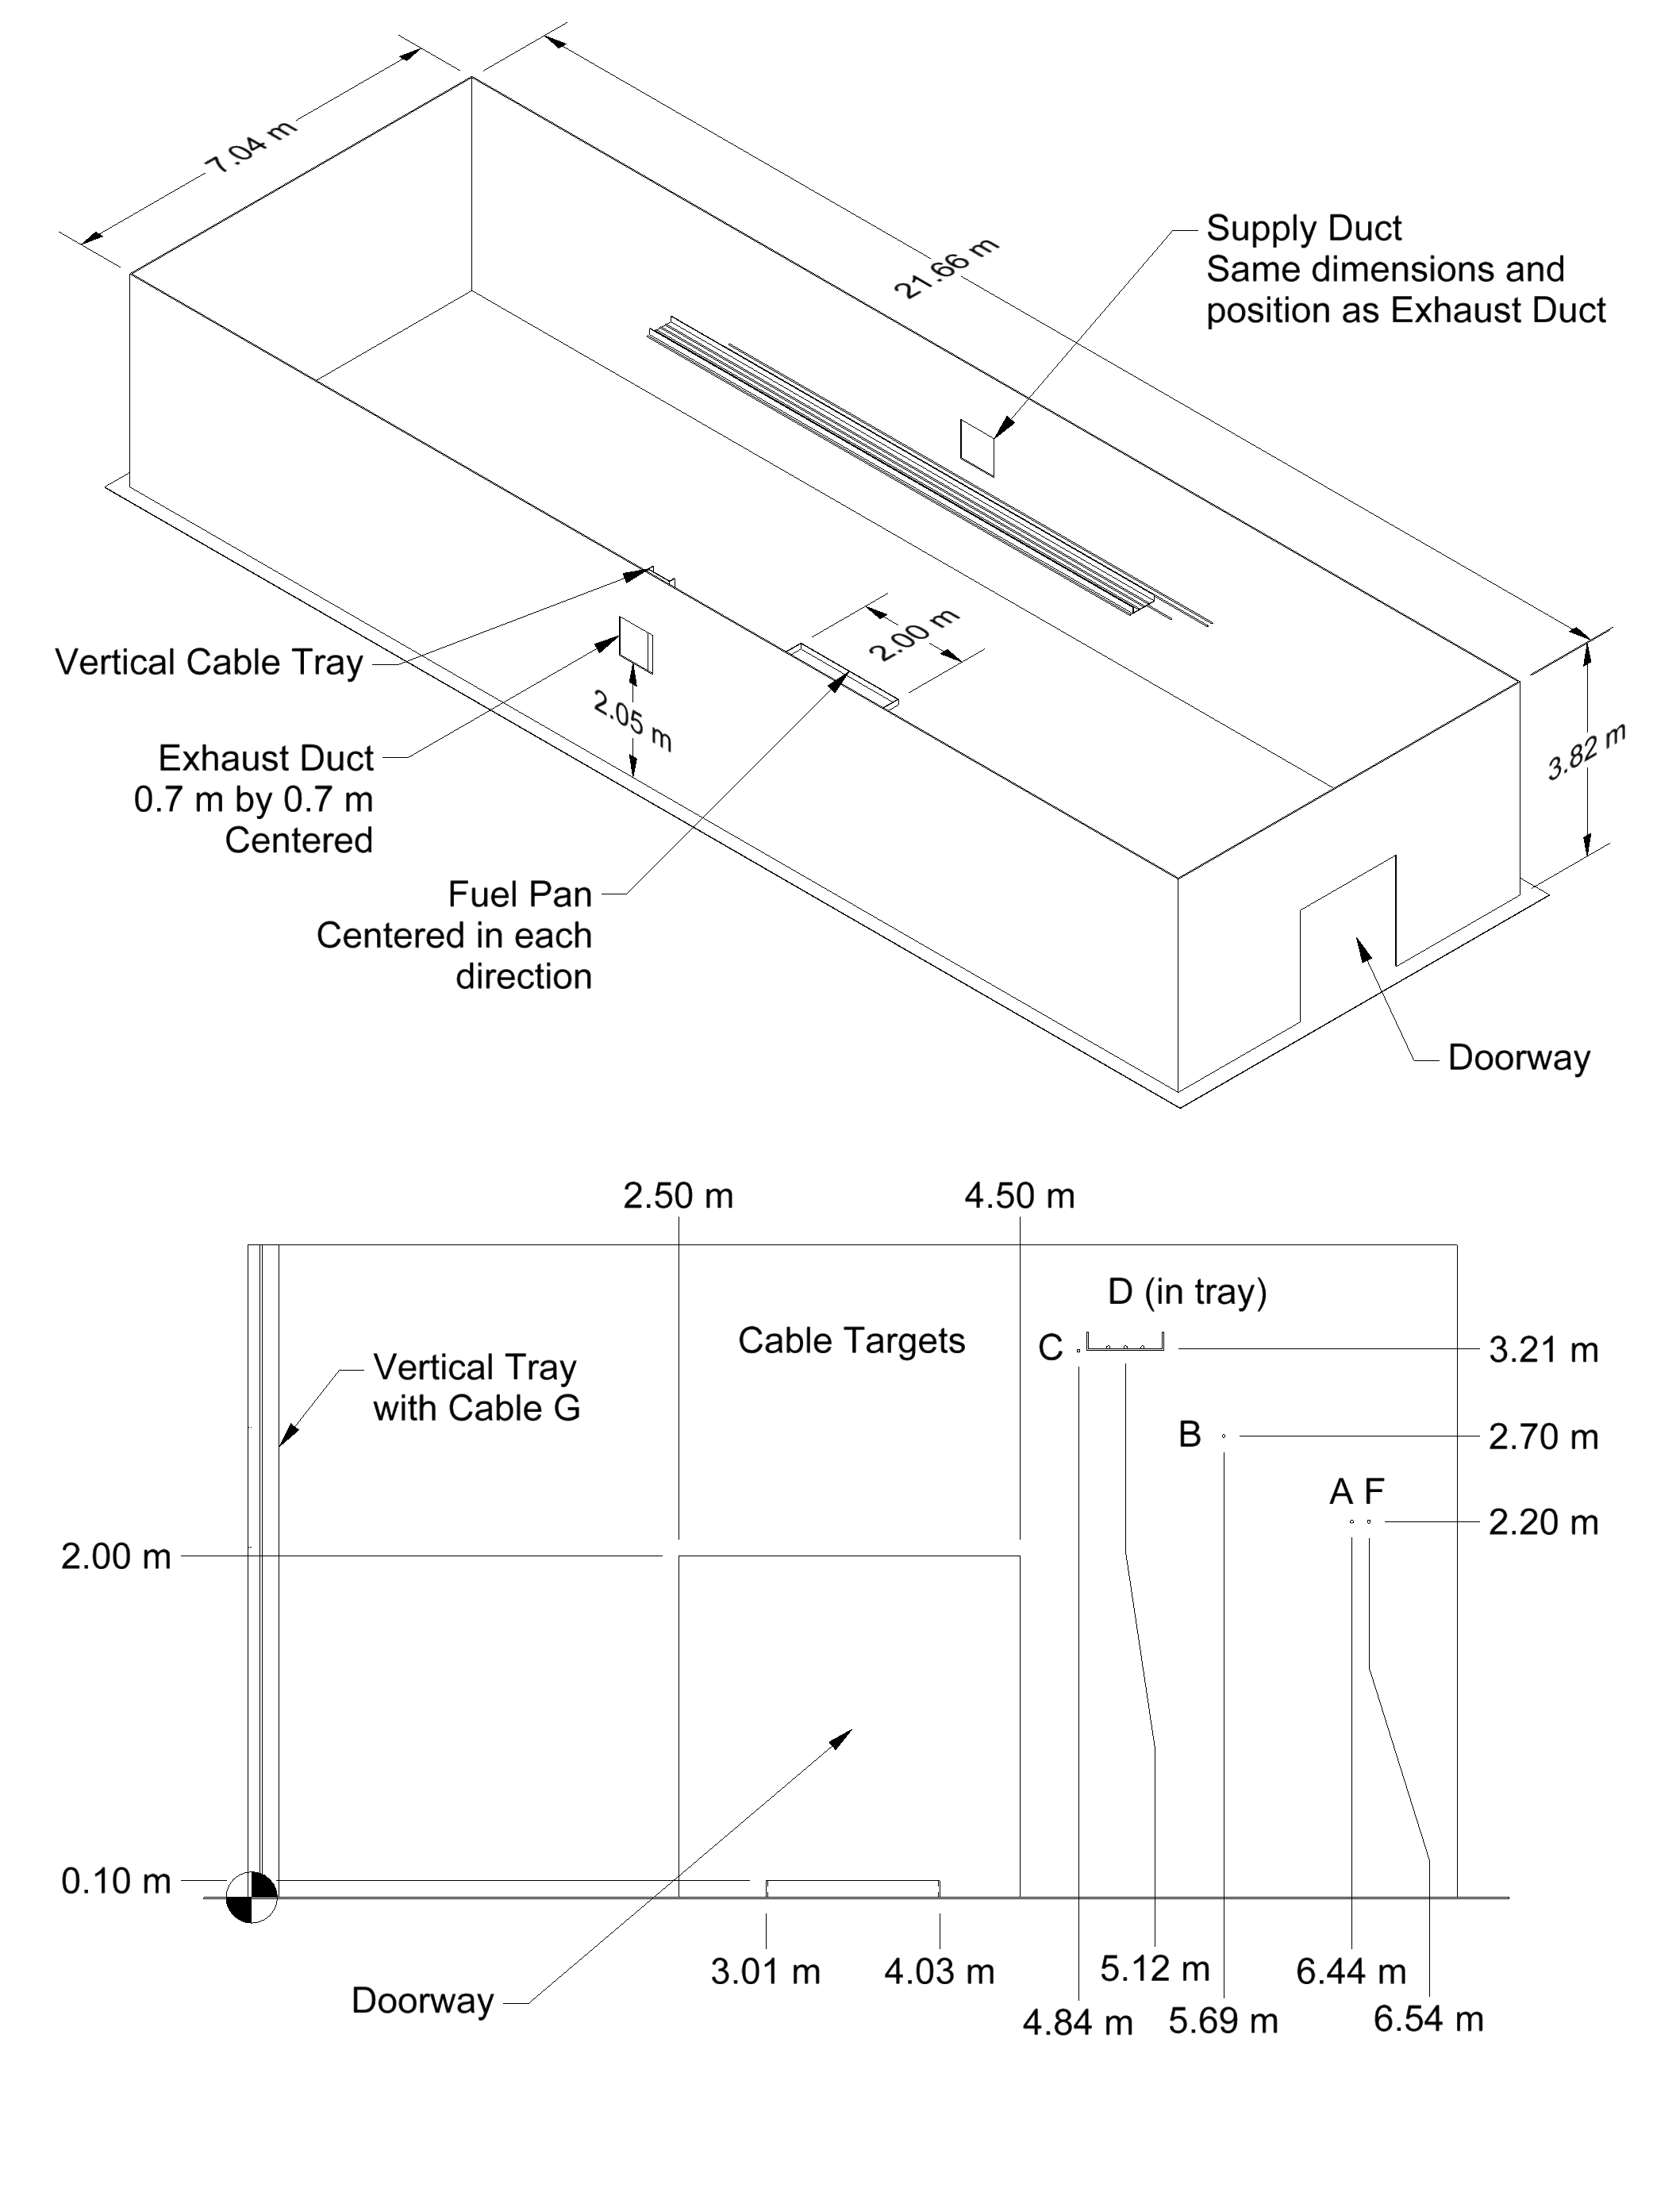 7.04 m
21.66 m
Supply Duct
Same dimensions and
position as Exhaust Duct
2.00 m
Vertical Cable Tray
2.05 m
3.82 m
Exhaust Duct
0.7 m by 0.7 m
Centered
Fuel Pan
Centered in each
direction
Doorway
2.50 m
4.50 m
D (in tray)
Cable Targets
C
3.21 m
Vertical Tray
with Cable G
B
2.70 m
A F
2.20 m
2.00 m
0.10 m
3.01 m
4.03 m
5.12 m
6.44 m
Doorway
4.84 m
5.69 m
6.54 m